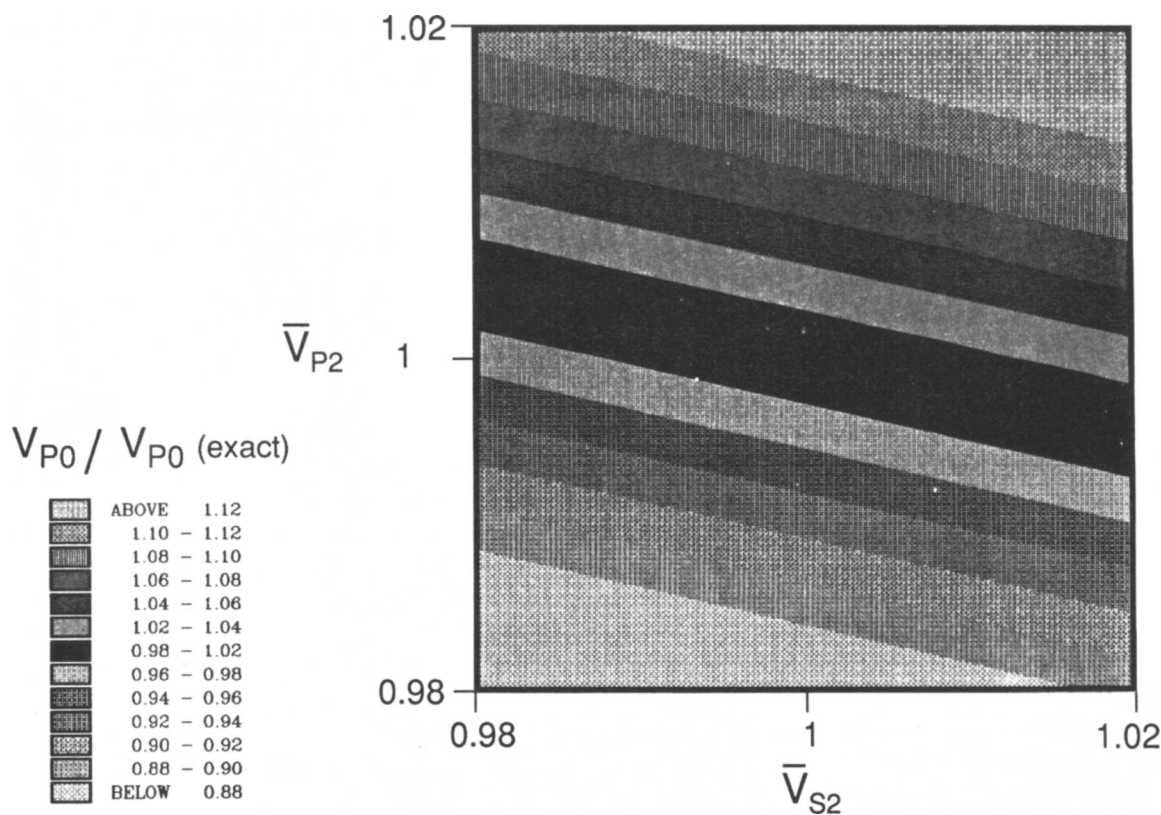 1.02
V̅P2
1
VP0 / VP0 (exact)
ABOVE 1.12
1.10 - 1.12
1.08 - 1.10
1.06 - 1.08
1.04 - 1.06
1.02 - 1.04
0.98 - 1.02
0.96 - 0.98
0.94 - 0.96
0.92 - 0.94
0.90 - 0.92
0.88 - 0.90
BELOW 0.88
0.98
0.98 1 1.02
V̅S2